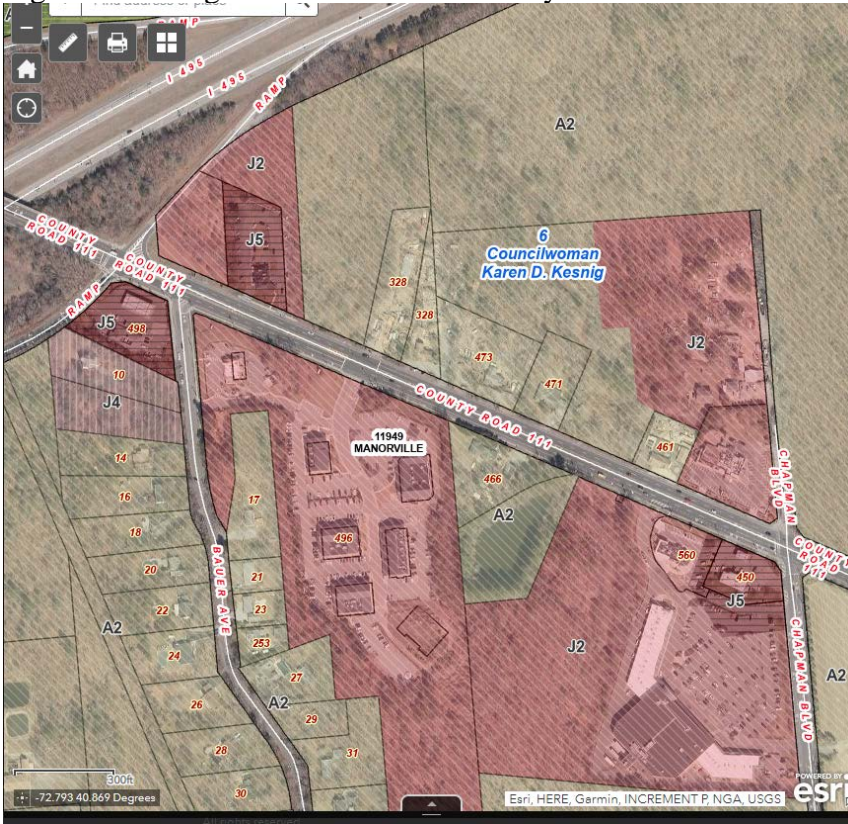 RAMP
I 495
I 495
RAMP
A2
J2
COUNTY
ROAD 111
COUNTY
ROAD 111
J5
6
Councilwoman
Karen D. Kesnig
328
328
RAMP
J5
498
473
J2
10
471
J4
COUNTY ROAD 111
11949
MANORVILLE
461
14
466
CHAPMAN
BLVD
16
17
A2
18
496
COUNTY
ROAD
111
BAUER AVE
560
20
21
450
J5
22
23
A2
253
24
J2
CHAPMAN BLVD
27
A2
26
A2
29
28
31
30
300ft
-72.793 40.869 Degrees
Esri, HERE, Garmin, INCREMENT P, NGA, USGS
POWERED BY
esri
All rights reserved